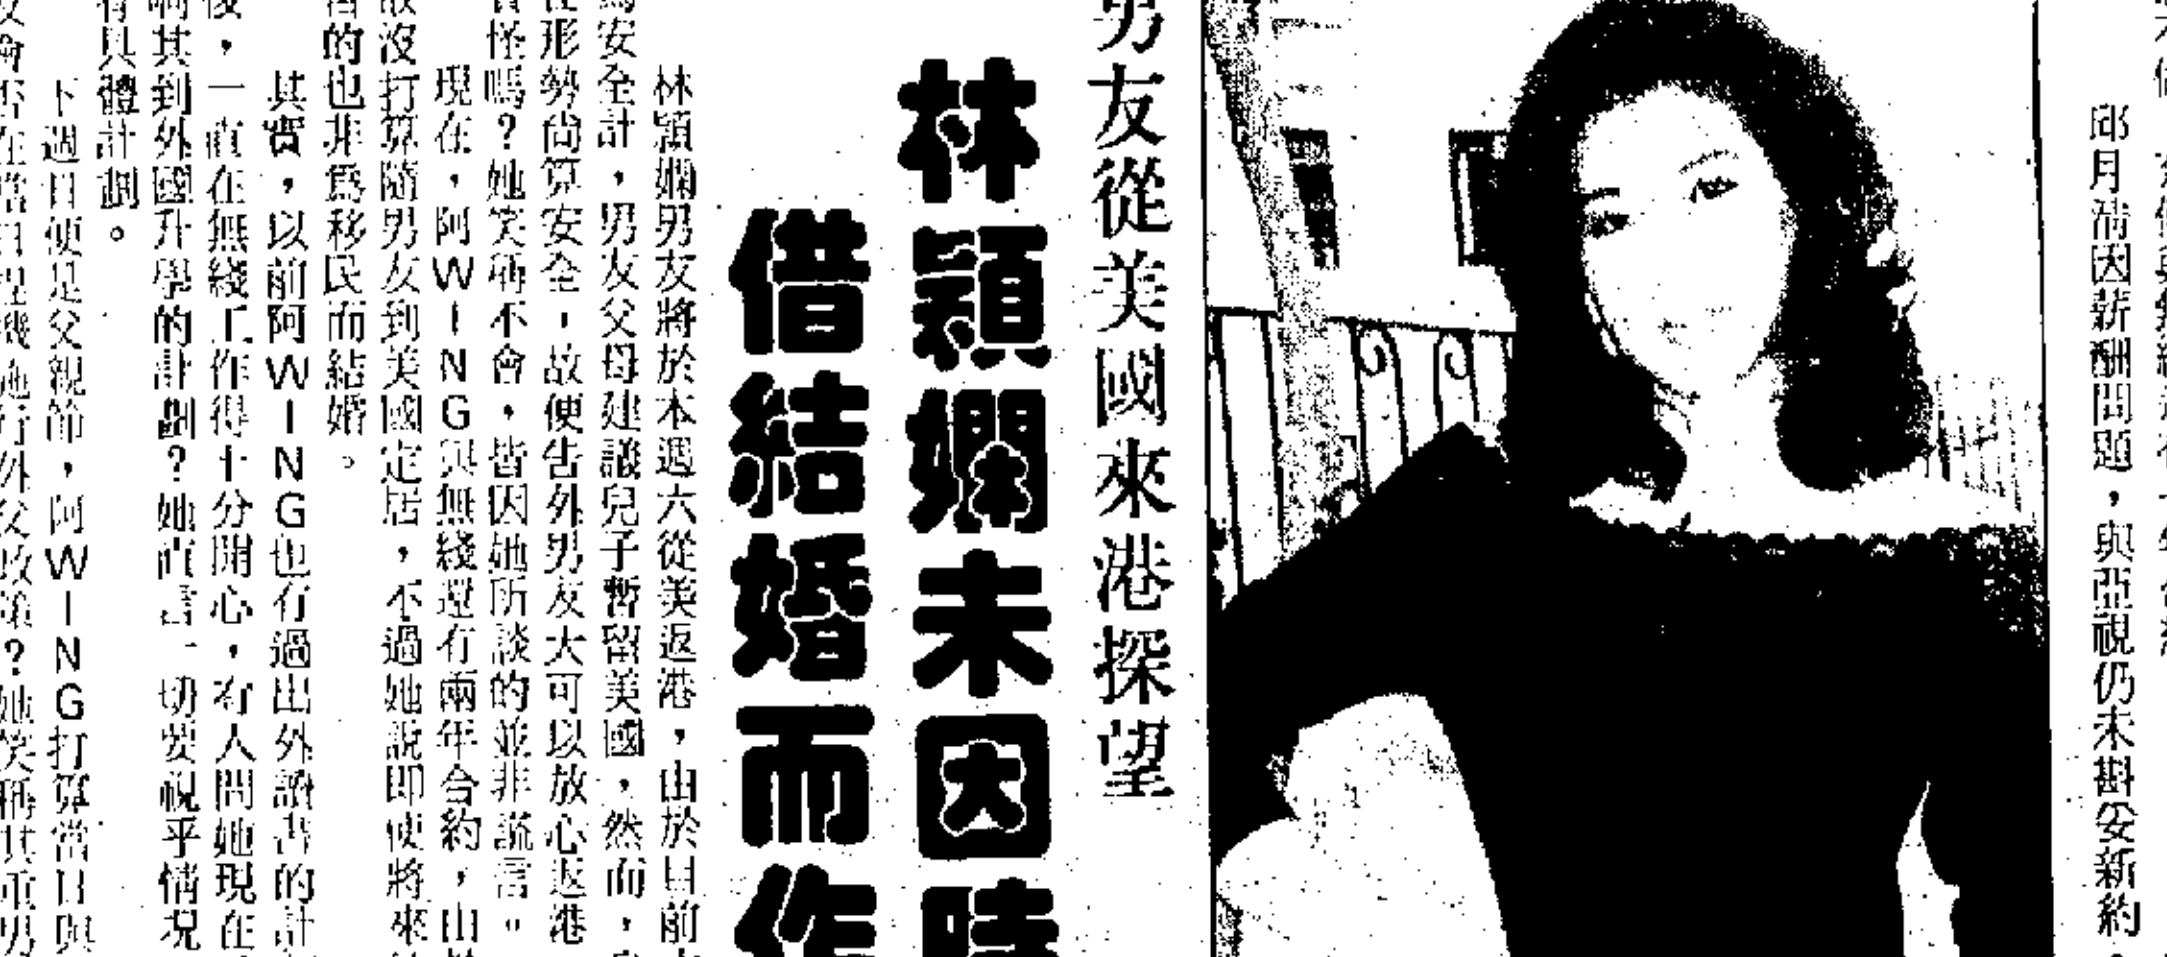 邱月清因薪酬問題，與亞視仍未斟妥新約，
男友從美國來港探望
林穎嫻未因時
借結婚而作
林穎嫻男友將於本週六從美返港，由於目前
為安全計，男友父母建議兒子暫留美國，然而，
形勢尚算安全，故便告外男友大可以放心返港
怪嗎？她笑稱不會，皆因她所談的並非謊言。
現在，阿WING與無綫還有兩年合約，由
故沒打算隨男友到美國定居，不過她說即使將來
的也非為移民而結婚。
其實，以前阿WING也有過出外讀書的計
後，一直在無綫工作得十分開心，有人問她現在
其到外國升學的計劃？她直言一切要視乎情況
有具體計劃。
下週日便是父親節，阿WING打算當日與